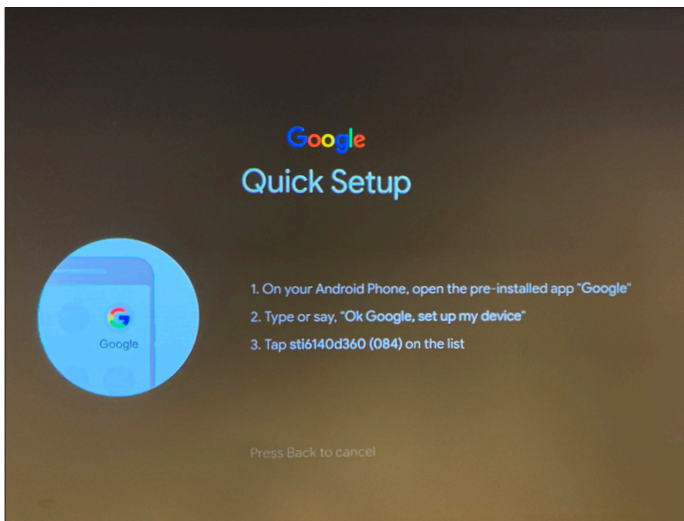 Google
Quick Setup
1. On your Android Phone, open the pre-installed app "Google"
2. Type or say, "Ok Google, set up my device"
3. Tap sti6140d360 (084) on the list
Google
Press Back to cancel